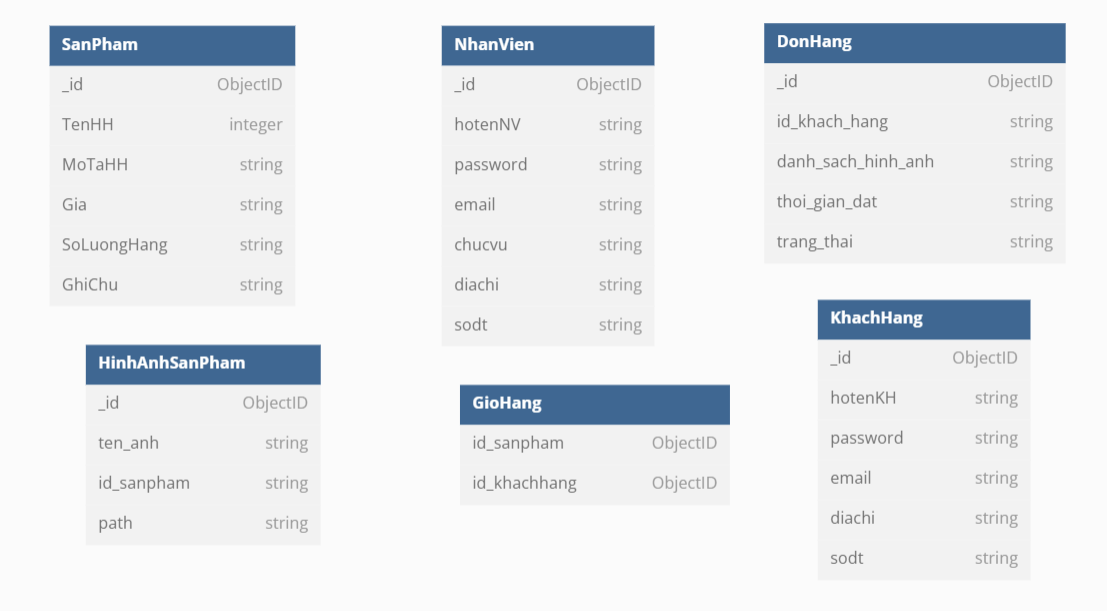 SanPham
_id ObjectID
TenHH integer
MoTaHH string
Gia string
SoLuongHang string
GhiChu string
HinhAnhSanPham
_id ObjectID
ten_anh string
id_sanpham string
path string
NhanVien
_id ObjectID
hotenNV string
password string
email string
chucvu string
diachi string
sodt string
GioHang
id_sanpham ObjectID
id_khachhang ObjectID
DonHang
_id ObjectID
id_khach_hang string
danh_sach_hinh_anh string
thoi_gian_dat string
trang_thai string
KhachHang
_id ObjectID
hotenKH string
password string
email string
diachi string
sodt string